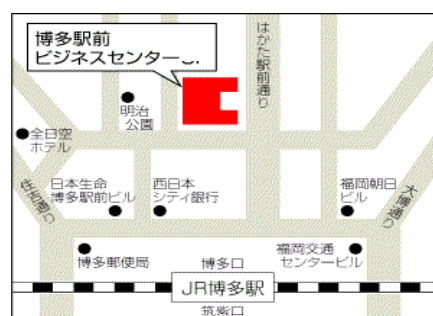 博多駅前
ビジネスセンター
はかた駅前通り
明治
公園
全日空
ホテル
住吉通り
日本生命
博多駅前ビル
西日本
シティ銀行
福岡朝日
ビル
大博通り
博多郵便局
博多口
福岡交通
センタービル
JR博多駅
筑紫口